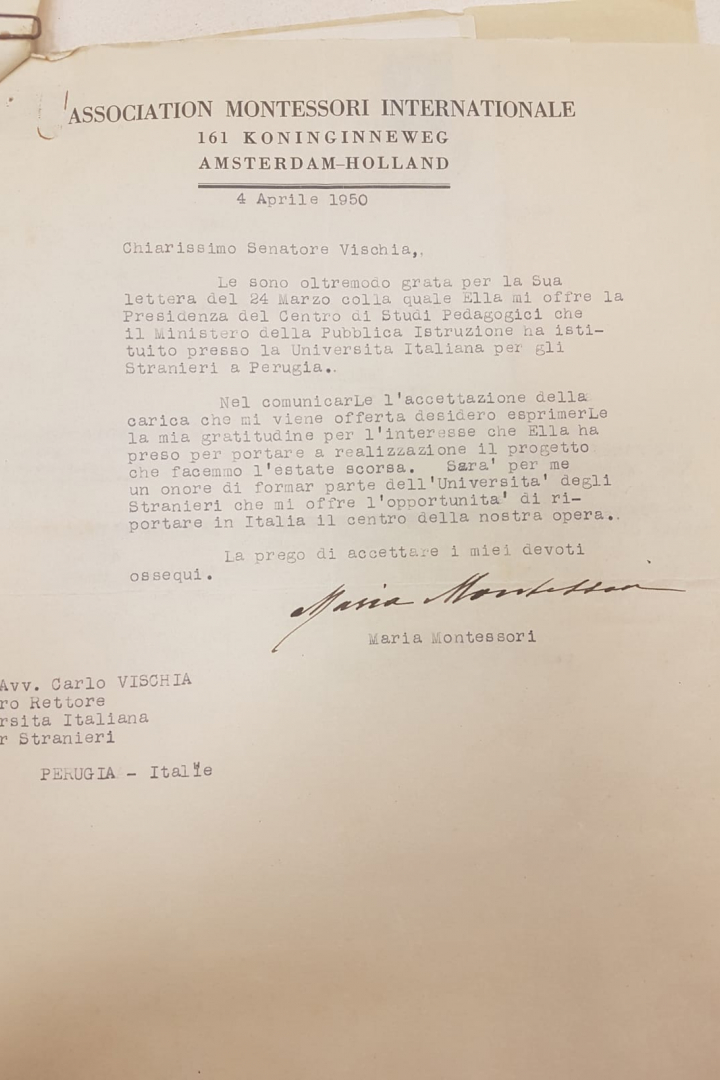 ASSOCIATION MONTESSORI INTERNATIONALE
161 KONINGINNEWEG
AMSTERDAM–HOLLAND
4 Aprile 1950
Chiarissimo Senatore Vischia,.
Le sono oltremodo grata per la Sua
lettera del 24 Marzo colla quale Ella mi offre la
Presidenza del Centro di Studi Pedagogici che
il Ministero della Pubblica Istruzione ha isti-
tuito presso la Universita Italiana per gli
Stranieri a Perugia..
Nel comunicarLe l'accettazione della
carica che mi viene offerta desidero esprimerLe
la mia gratitudine per l'interesse che Ella ha
preso per portare a realizzazione il progetto
che facemmo l'estate scorsa. Sara' per me
un onore di formar parte dell'Universita' degli
Stranieri che mi offre l'opportunita' di ri-
portare in Italia il centro della nostra opera..
La prego di accettare i miei devoti
ossequi.
Maria Montessori
Maria Montessori
Avv. Carlo VISCHIA
ro Rettore
rsita Italiana
r Stranieri
PERUGIA - Italie